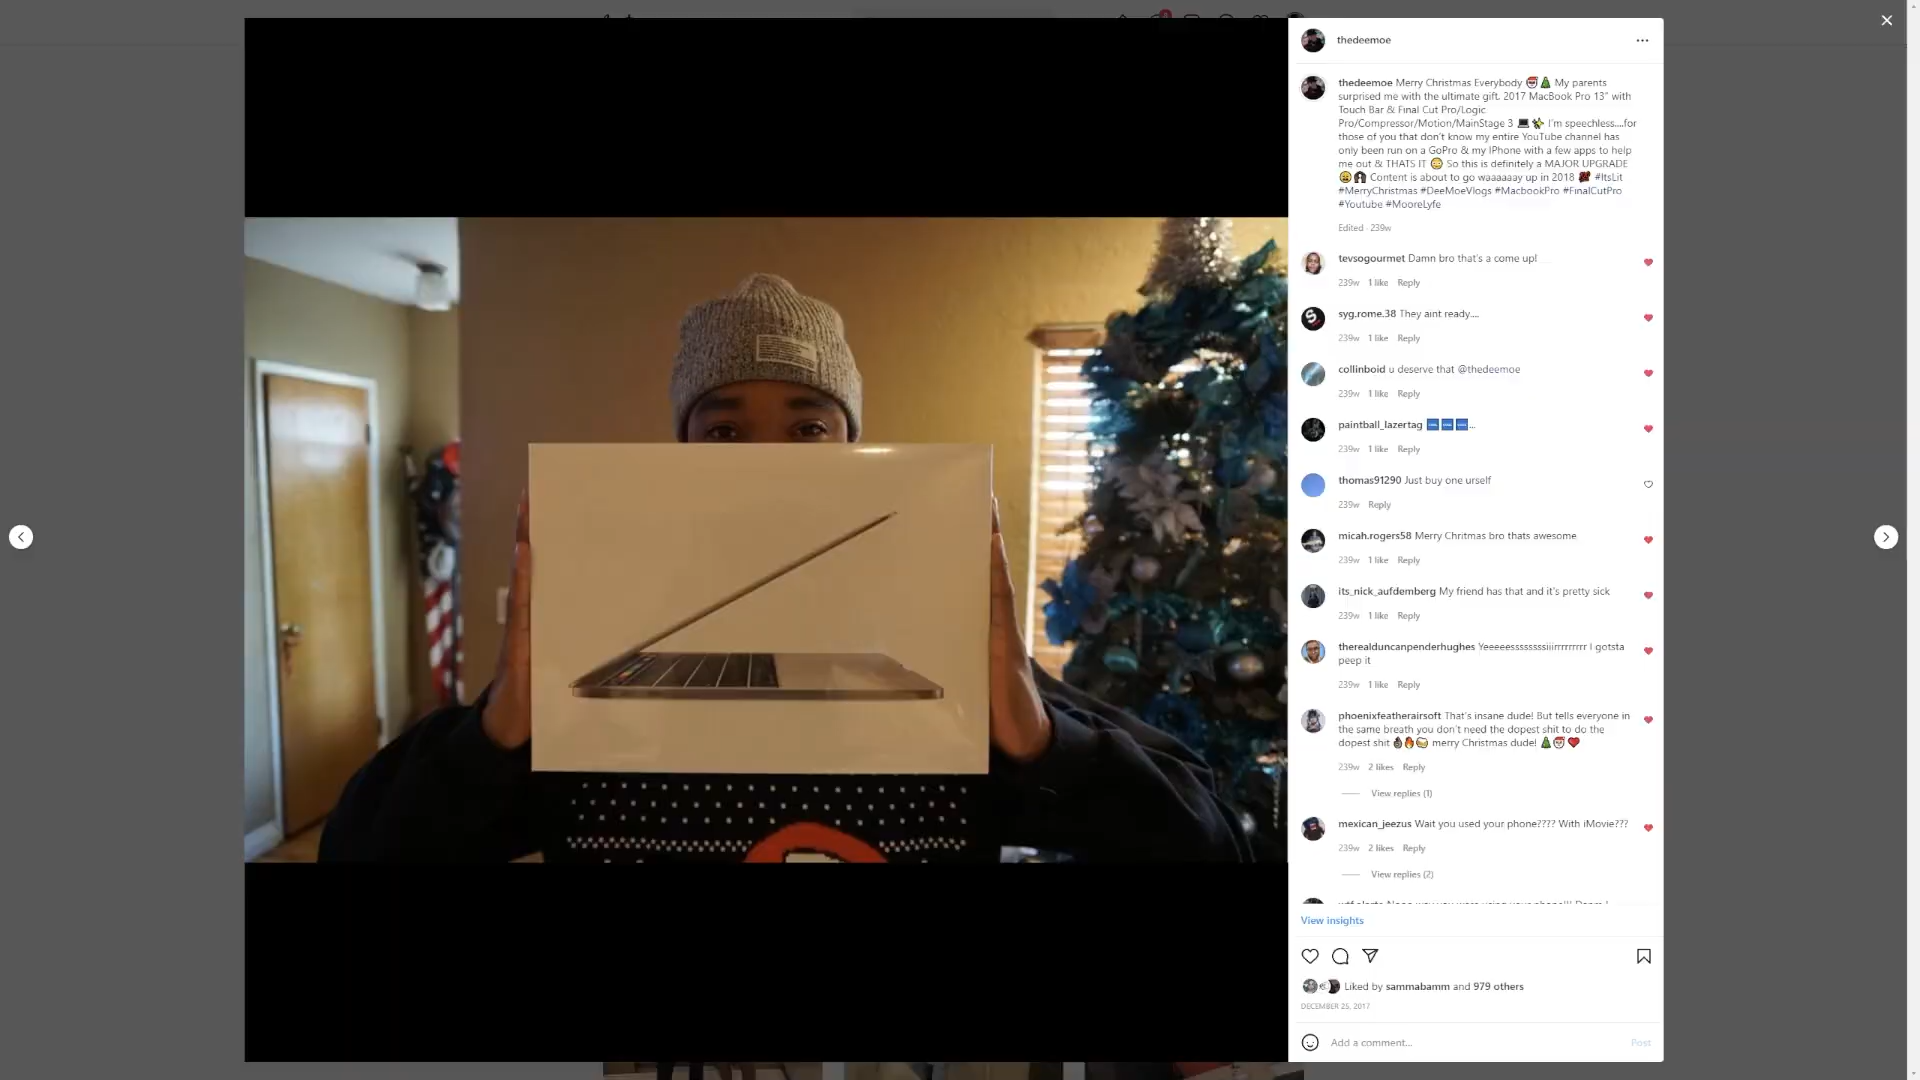 thedeemoe
thedeemoe Merry Christmas Everybody 🎅🎄 My parents
surprised me with the ultimate gift. 2017 MacBook Pro 13" with
Touch Bar & Final Cut Pro/Logic
Pro/Compressor/Motion/MainStage 3 💻 I'm speechless....for
those of you that don't know my entire YouTube channel has
only been run on a GoPro & my IPhone with a few apps to help
me out & THATS IT 😳 So this is definitely a MAJOR UPGRADE
Content is about to go waaaaaay up in 2018 #ItsLit
#MerryChristmas #DeeMoeVlogs #MacbookPro #FinalCutPro
#Youtube #MooreLyfe
Edited · 239w
tevsogourmet Damn bro that's a come up!
239w 1 like Reply
syg.rome.38 They aint ready....
239w 1 like Reply
collinboid u deserve that @thedeemoe
239w 1 like Reply
paintball_lazertag ...
239w 1 like Reply
thomas91290 Just buy one urself
239w Reply
micah.rogers58 Merry Chritmas bro thats awesome
239w 1 like Reply
its_nick_aufdemberg My friend has that and it's pretty sick
239w 1 like Reply
therealduncanpenderhughes Yeeeeessssssssiiirrrrrrrrr I gotsta
peep it
239w 1 like Reply
phoenixfeatherairsoft That's insane dude! But tells everyone in
the same breath you don't need the dopest shit to do the
dopest shit 👌🏿🔥🍻 merry Christmas dude! 🎄🎅❤
239w 2 likes Reply
View replies (1)
mexican_jeezus Wait you used your phone???? With iMovie???
239w 2 likes Reply
View replies (2)
View insights
Liked by sammabamm and 979 others
DECEMBER 25, 2017
Add a comment...
Post